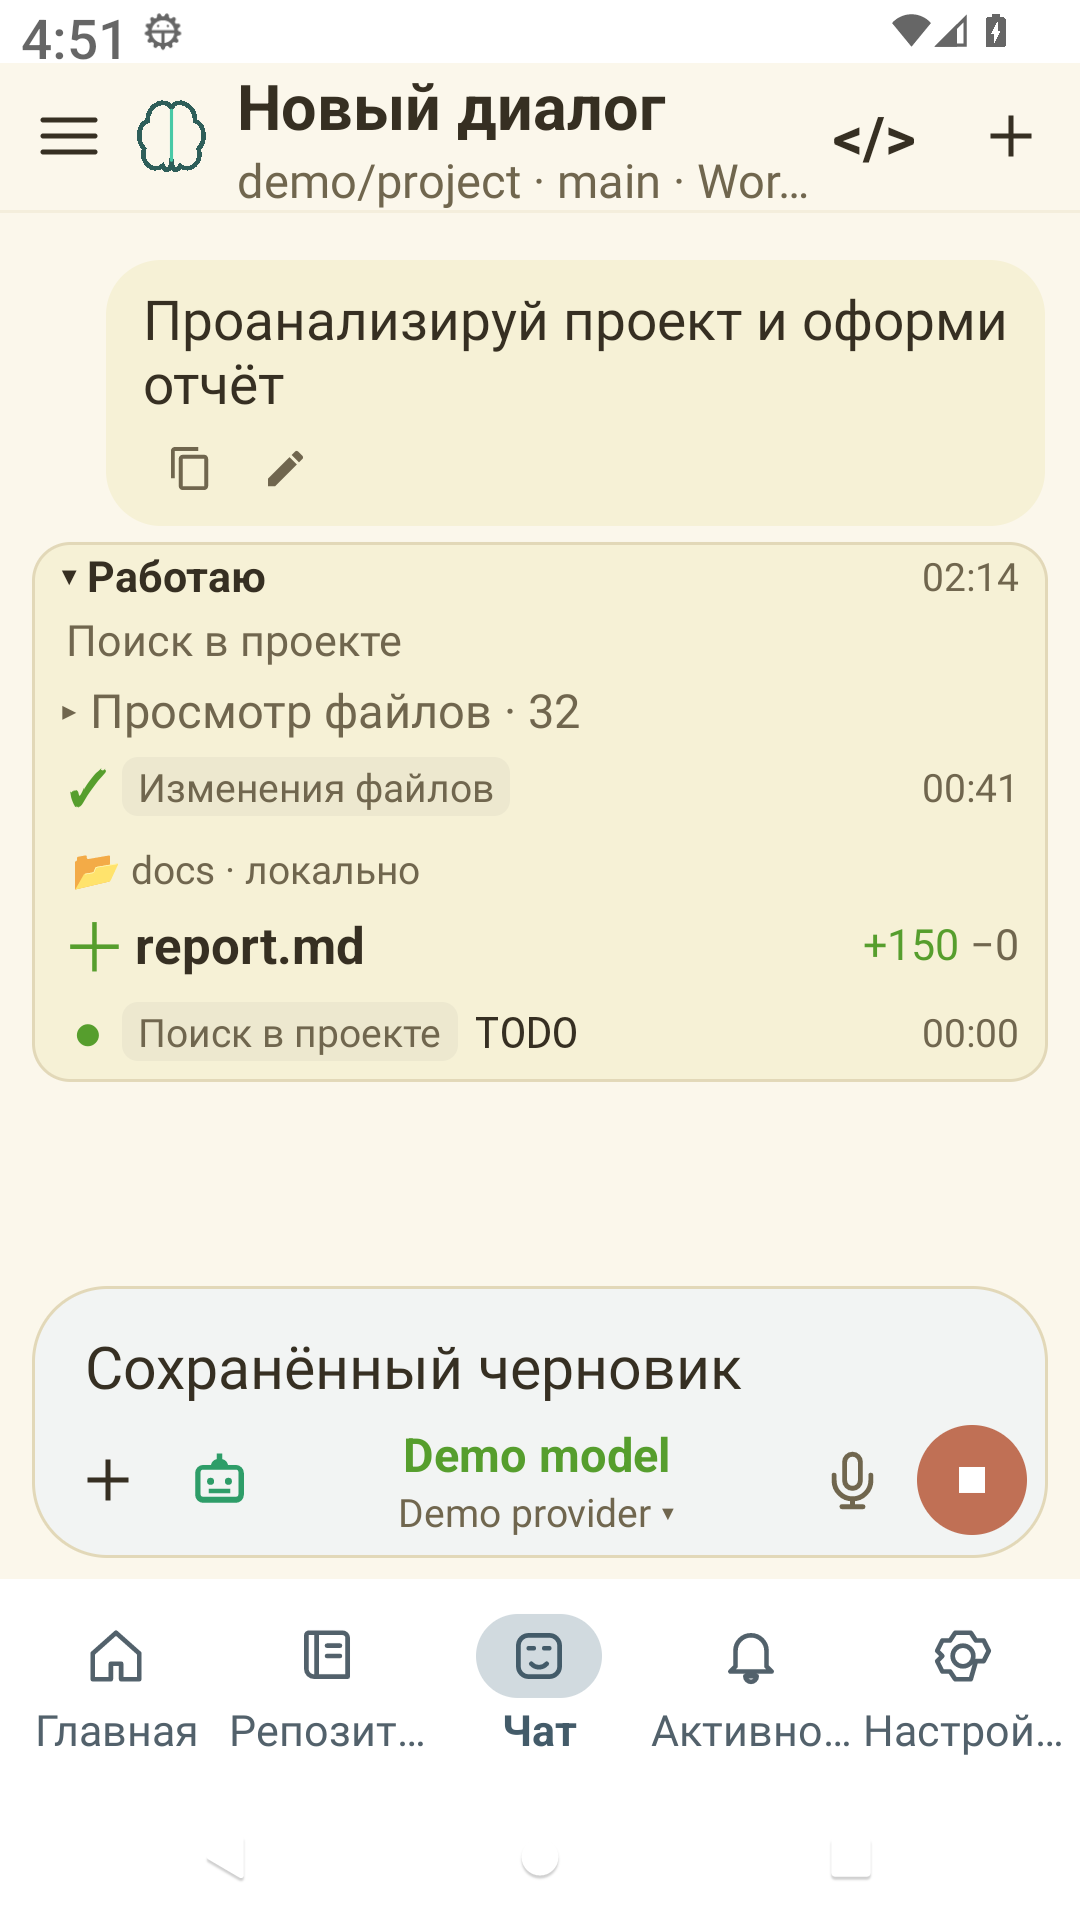 4:51
Новый диалог
demo/project · main · Wor…
</>
Проанализируй проект и оформи
отчёт
▾ Работаю 02:14
Поиск в проекте
▸ Просмотр файлов · 32
✓ Изменения файлов 00:41
docs · локально
+ report.md +150 −0
● Поиск в проекте TODO 00:00
Сохранённый черновик
Demo model
Demo provider ▾
Главная Репозит… Чат Активно… Настрой…